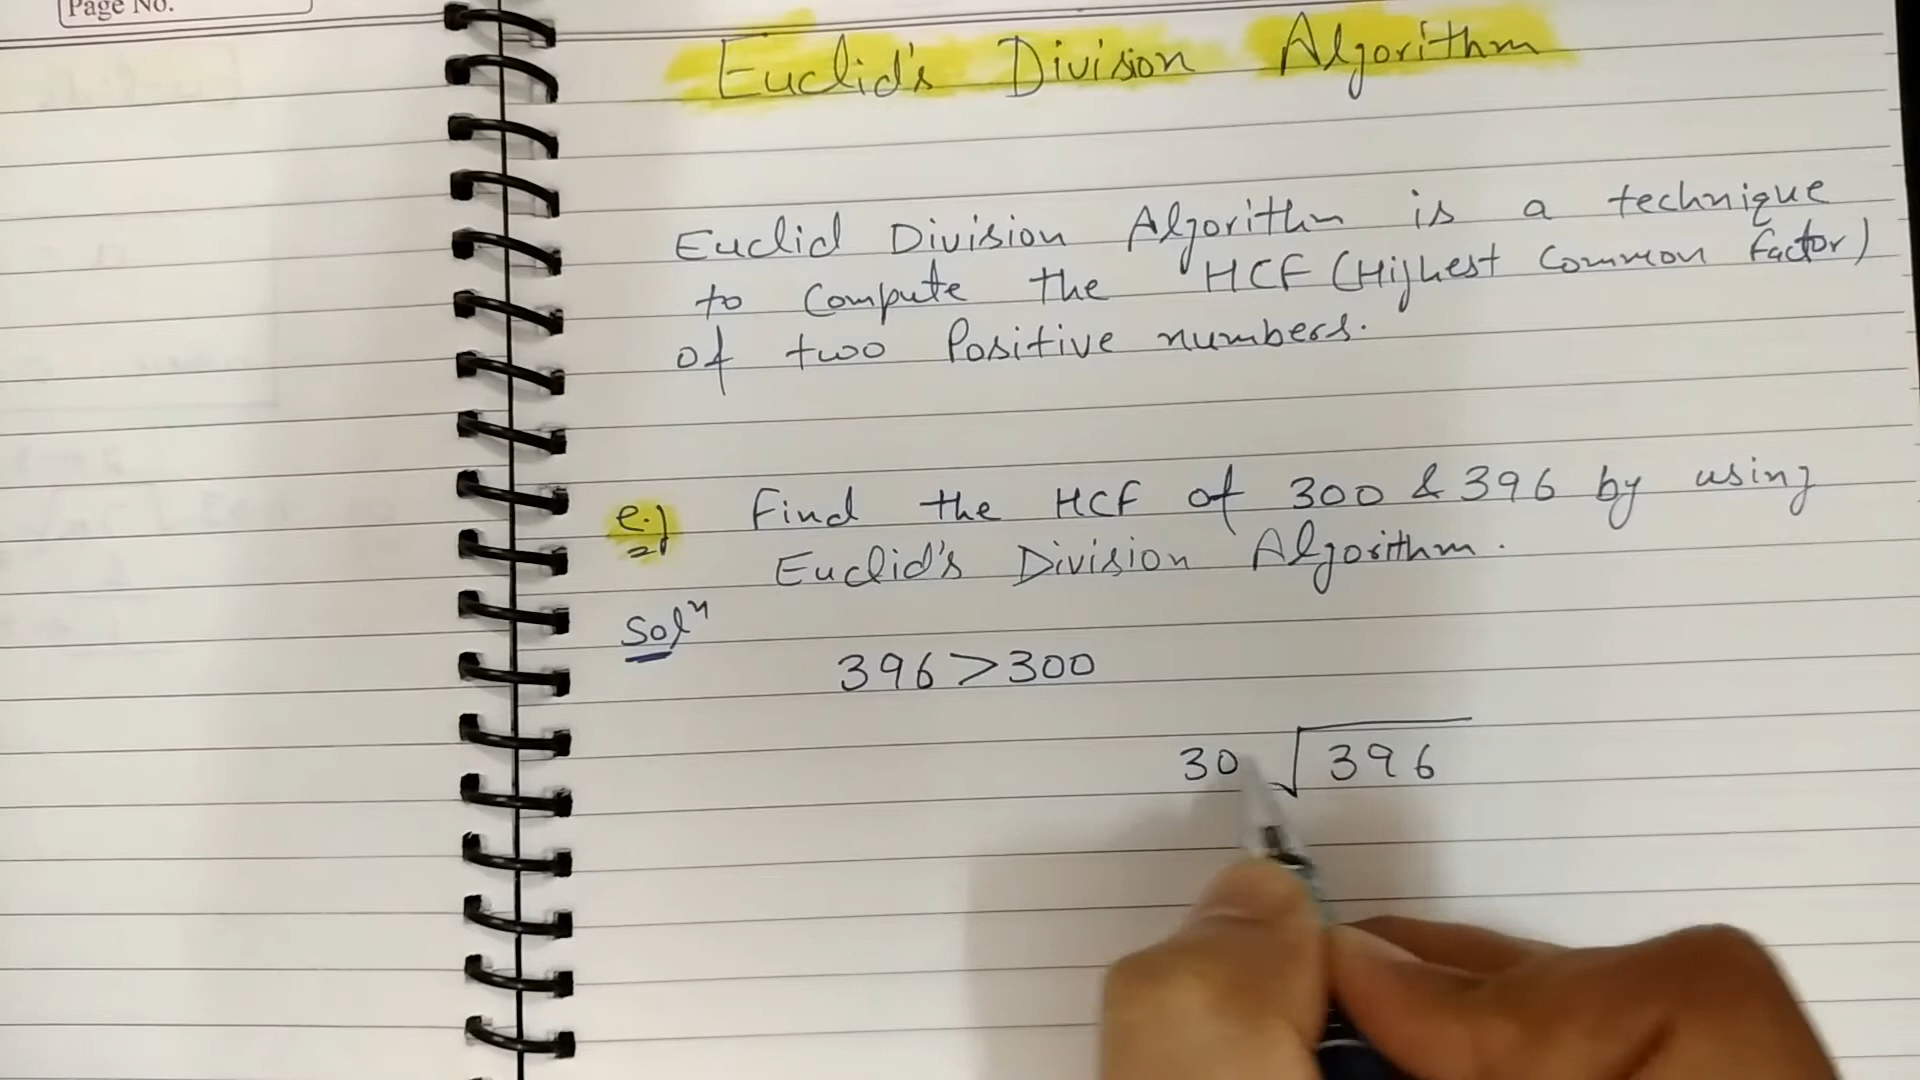 Page No.
Euclid's Division Algorithm
Euclid Division Algorithm is a technique
to Compute the HCF (Highest Common factor)
of two Positive numbers.
e.g Find the HCF of 300 & 396 by using
Euclid's Division Algorithm.
Solⁿ
396 > 300
30 √396